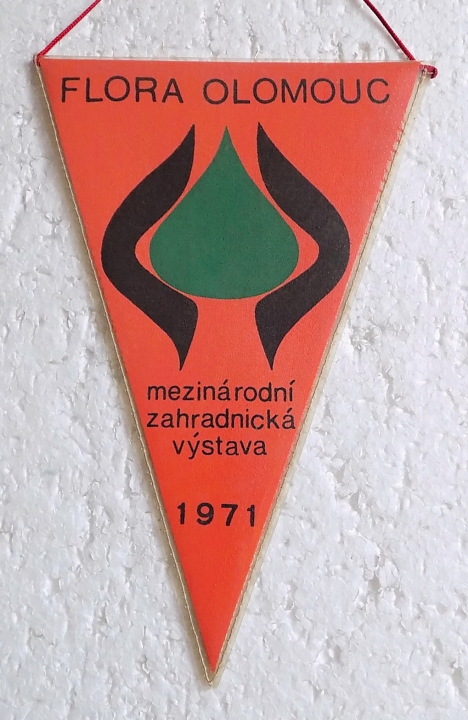 FLORA OLOMOUC
mezinárodní
zahradnická
výstava
1971